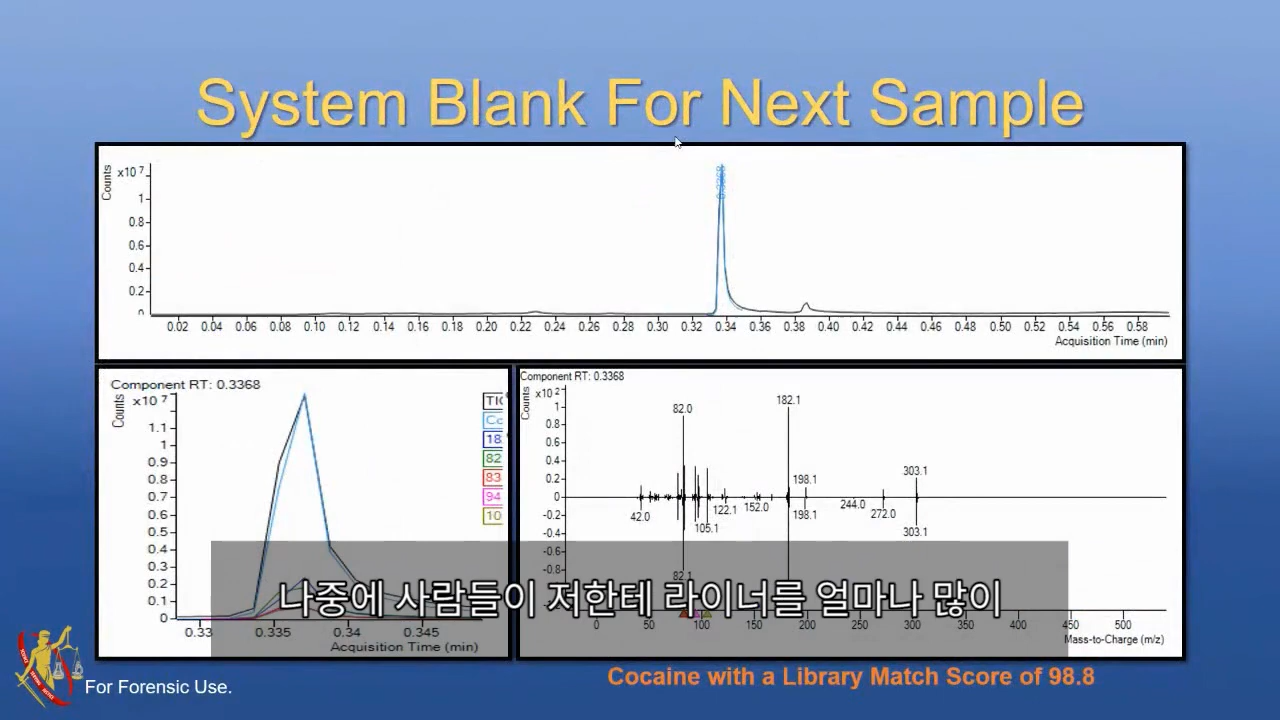 System Blank For Next Sample
Counts
x10 7
1
0.8
0.6
0.4
0.2
0.02 0.04 0.06 0.08 0.10 0.12 0.14 0.16 0.18 0.20 0.22 0.24 0.26 0.28 0.30 0.32 0.34 0.36 0.38 0.40 0.42 0.44 0.46 0.48 0.50 0.52 0.54 0.56 0.58
Acquisition Time (min)
Component RT: 0.3368
Counts
x10 7
1.1
1
0.9
0.8
0.7
0.6
0.5
0.4
0.3
0.2
0.1
0
0.33 0.335 0.34 0.345
Acquisition Time (min)
TIC
Co
18
82
83
94
10
Component RT: 0.3368
Counts
x10 2
1
0.8
0.6
0.4
0.2
0
-0.2
-0.4
-0.6
-0.8
82.0
182.1
198.1
303.1
42.0
105.1
122.1
152.0
198.1
244.0
272.0
303.1
82.1
0 50 100 150 200 250 300 350 400 450 500
Mass-to-Charge (m/z)
나중에 사람들이 저한테 라이너를 얼마나 많이
Cocaine with a Library Match Score of 98.8
For Forensic Use.